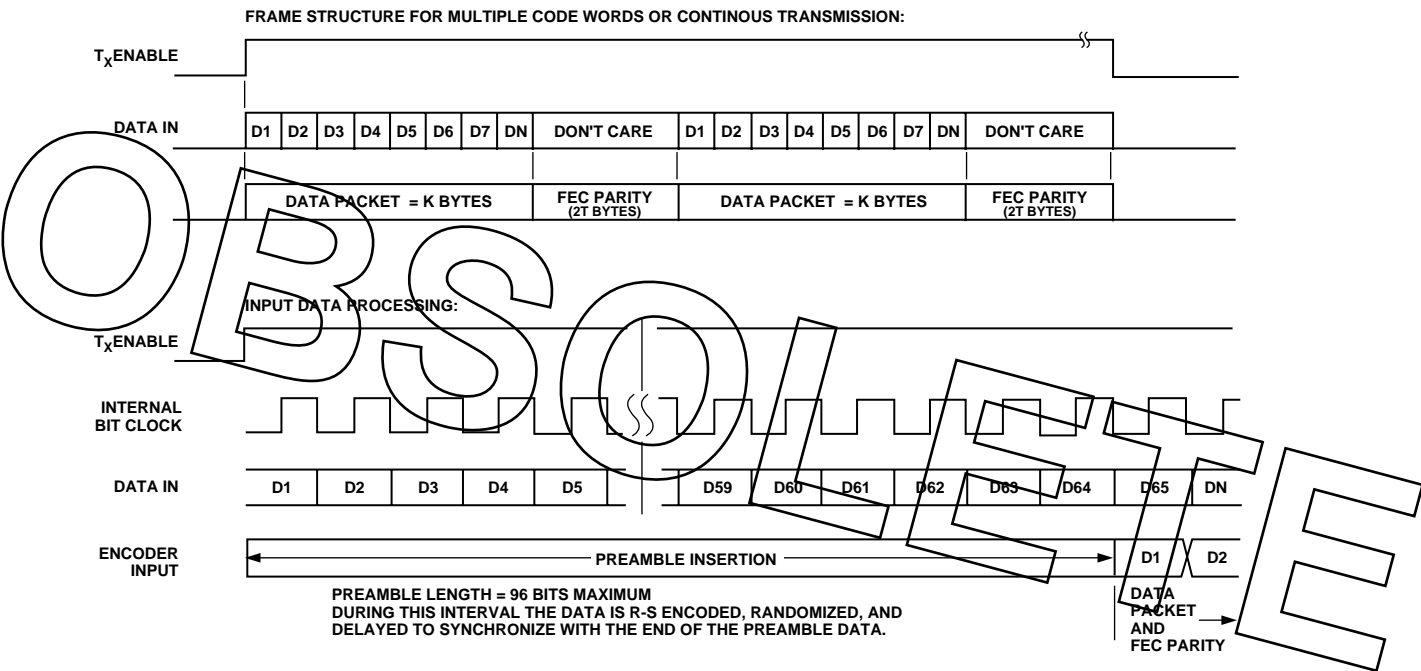 FRAME STRUCTURE FOR MULTIPLE CODE WORDS OR CONTINOUS TRANSMISSION:
TXENABLE
DATA IN D1 D2 D3 D4 D5 D6 D7 DN DON'T CARE D1 D2 D3 D4 D5 D6 D7 DN DON'T CARE
DATA PACKET = K BYTES FEC PARITY (2T BYTES) DATA PACKET = K BYTES FEC PARITY (2T BYTES)
INPUT DATA PROCESSING:
TXENABLE
INTERNAL
BIT CLOCK
DATA IN D1 D2 D3 D4 D5 D59 D60 D61 D62 D63 D64 D65 DN
ENCODER
INPUT
PREAMBLE INSERTION D1 D2
PREAMBLE LENGTH = 96 BITS MAXIMUM
DURING THIS INTERVAL THE DATA IS R-S ENCODED, RANDOMIZED, AND
DELAYED TO SYNCHRONIZE WITH THE END OF THE PREAMBLE DATA.
DATA
PACKET
AND
FEC PARITY
OBSOLETE